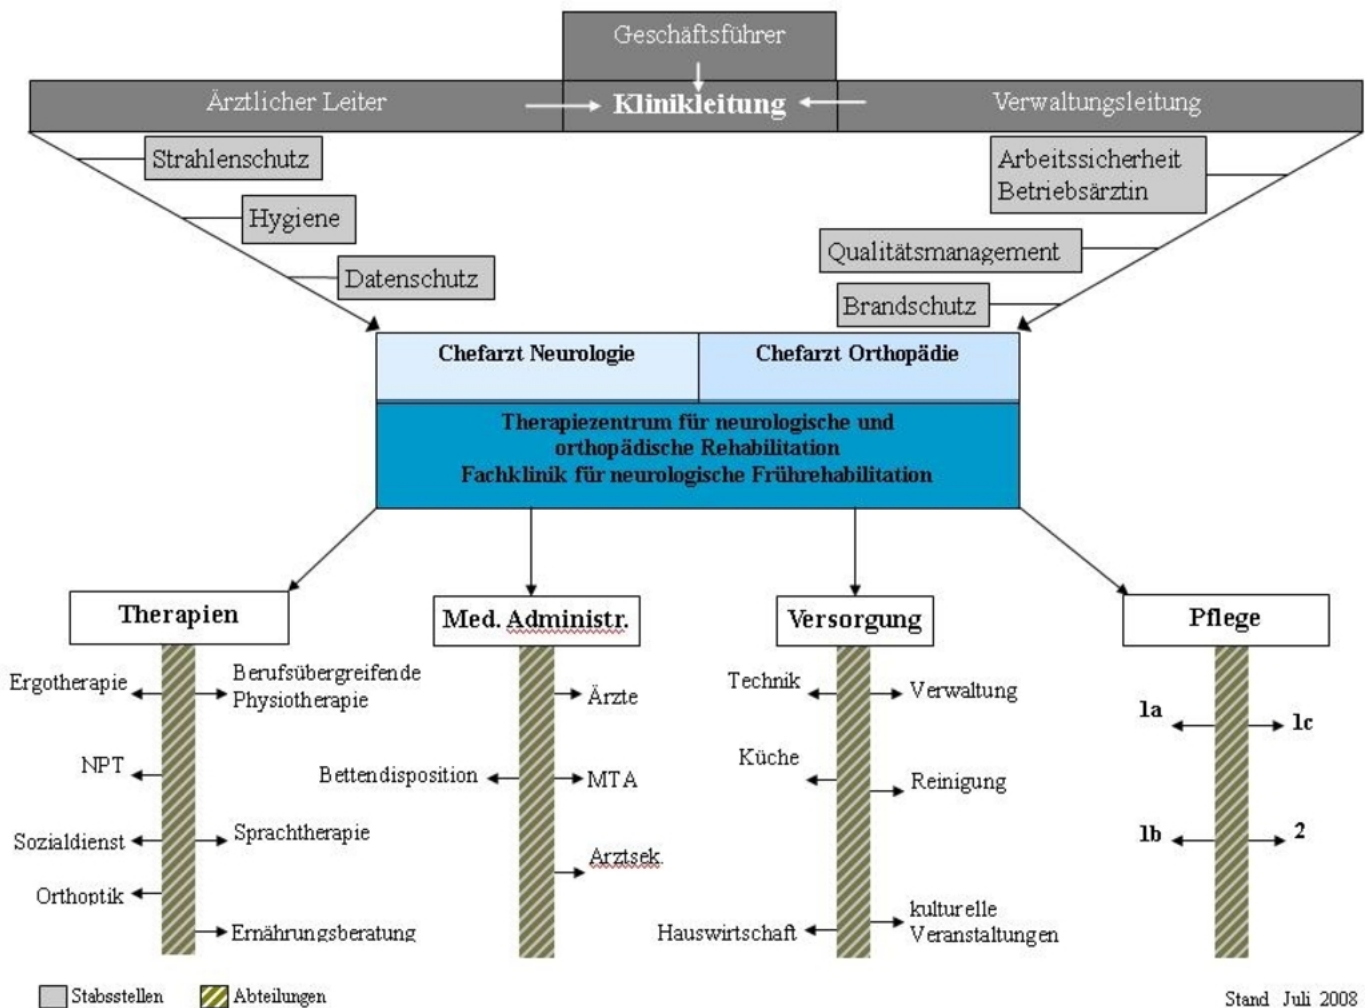 Geschäftsführer
Ärztlicher Leiter
Klinikleitung
Verwaltungsleitung
Strahlenschutz
Hygiene
Datenschutz
Arbeitssicherheit
Betriebsärztin
Qualitätsmanagement
Brandschutz
Chefarzt Neurologie
Chefarzt Orthopädie
Therapiezentrum für neurologische und
orthopädische Rehabilitation
Fachklinik für neurologische Frührehabilitation
Therapien
Ergotherapie
Berufsübergreifende
Physiotherapie
NPT
Sozialdienst
Sprachtherapie
Orthoptik
Ernährungsberatung
Med. Administr.
Ärzte
Bettendisposition
MTA
Arztsek.
Versorgung
Technik
Verwaltung
Küche
Reinigung
Hauswirtschaft
kulturelle
Veranstaltungen
Pflege
1a
1c
1b
2
Stabsstellen
Abteilungen
Stand Juli 2008